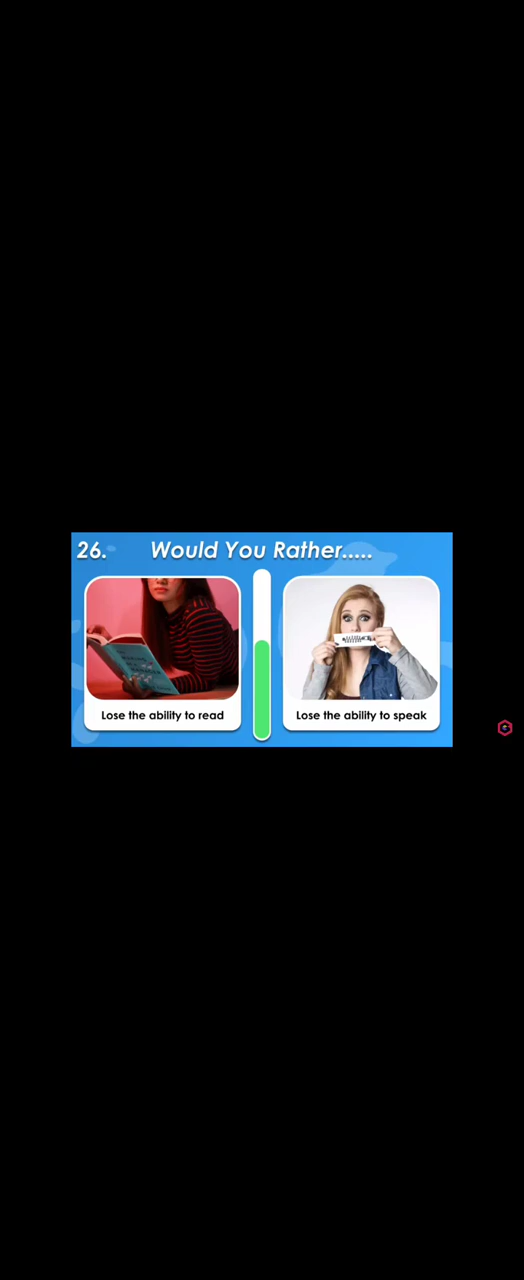 26. Would You Rather.....
Lose the ability to read
Lose the ability to speak